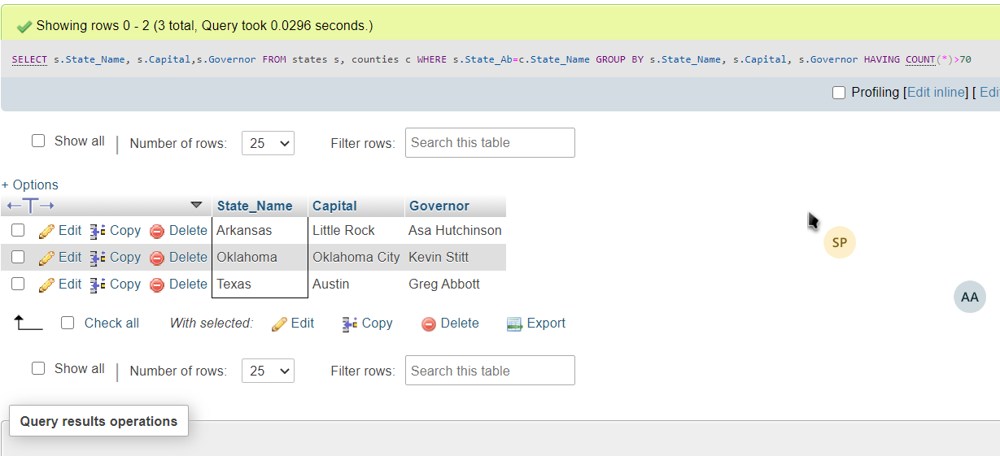 Showing rows 0 - 2 (3 total, Query took 0.0296 seconds.)
SELECT s.State_Name, s.Capital,s.Governor FROM states s, counties c WHERE s.State_Ab=c.State_Name GROUP BY s.State_Name, s.Capital, s.Governor HAVING COUNT(*)>70
Profiling [Edit inline] [ Edi
Show all | Number of rows: 25 Filter rows: Search this table
+ Options
←T→ State_Name Capital Governor
Edit Copy Delete Arkansas Little Rock Asa Hutchinson
SP
Edit Copy Delete Oklahoma Oklahoma City Kevin Stitt
Edit Copy Delete Texas Austin Greg Abbott
AA
Check all With selected: Edit Copy Delete Export
Show all | Number of rows: 25 Filter rows: Search this table
Query results operations